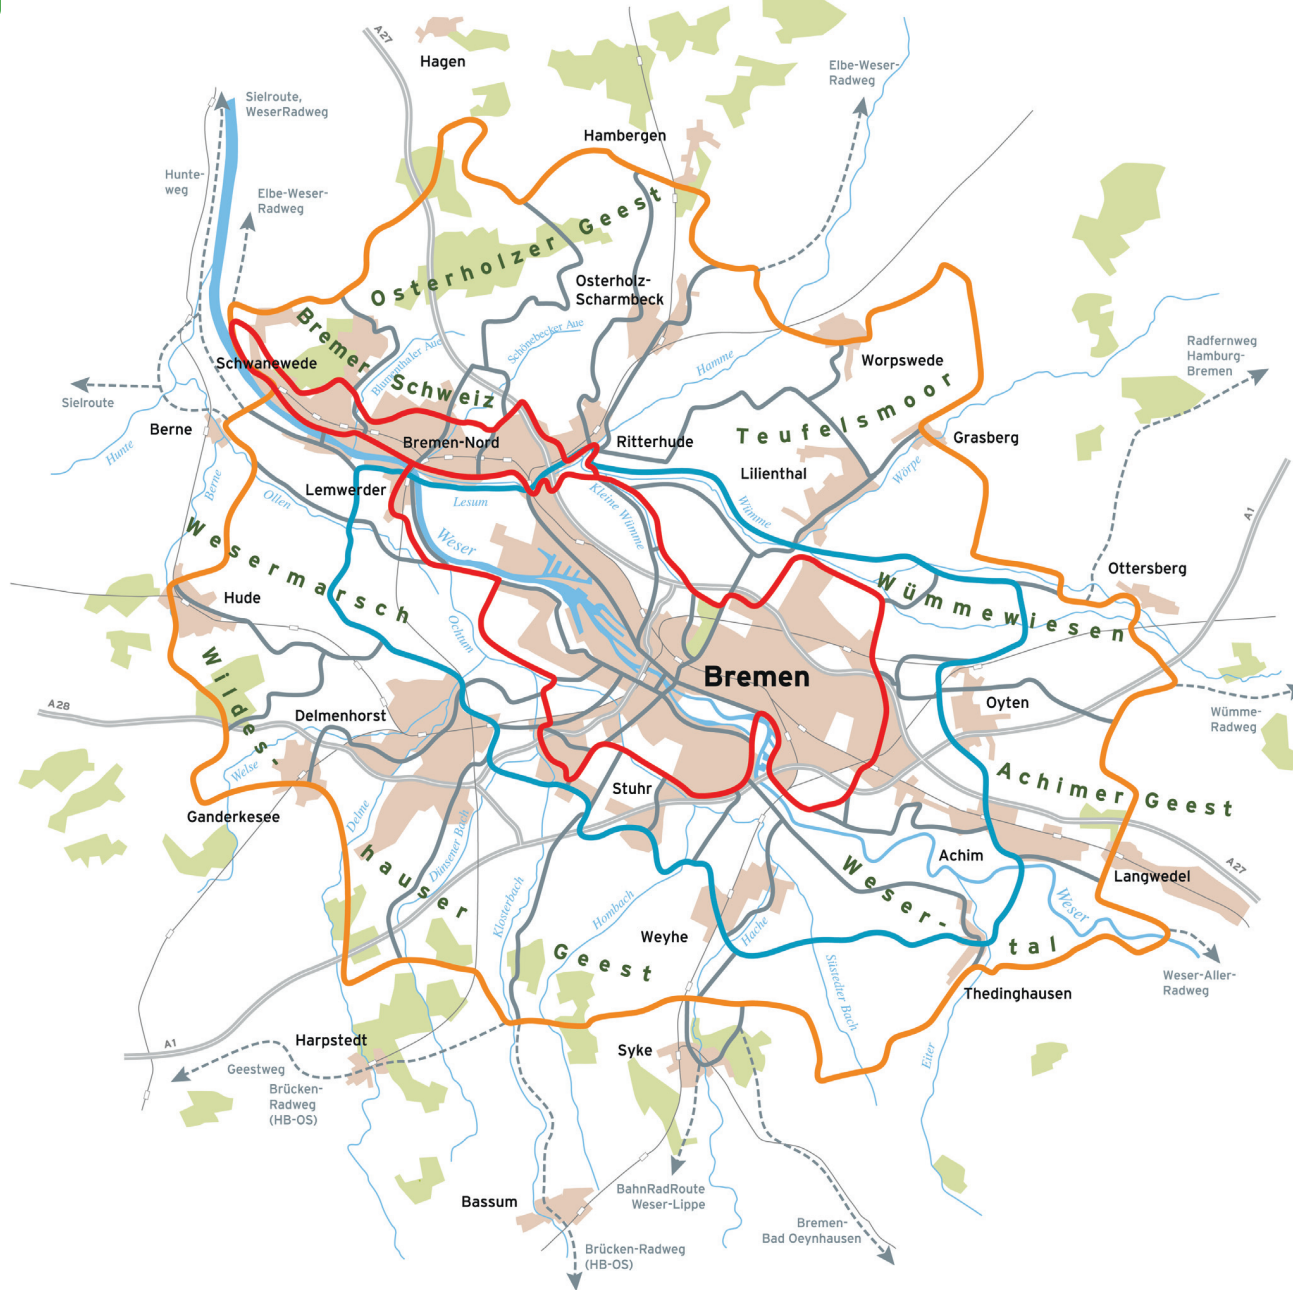 A27
Hagen
Elbe-Weser-
Radweg
Sielroute,
WeserRadweg
Hambergen
Hunte-
weg
Elbe-Weser-
Radweg
Osterholzer Geest
Osterholz-
Scharmbeck
Bremer
Schweiz
Blumenthaler Aue
Schönebecker Aue
Hamme
Worpswede
Radfernweg
Hamburg-
Bremen
Schwanewede
Sielroute
Teufelsmoor
Berne
Hunte
Bremen-Nord
Ritterhude
Grasberg
Lilienthal
Wörpe
Berne
Ollen
Lemwerder
Lesum
Kleine Wümme
Wümme
A1
Wesermarsch
Weser
Ottersberg
Hude
Ochtum
Wümmewiesen
Wildes-
Bremen
A28
Delmenhorst
Oyten
Wümme-
Radweg
Welse
Stuhr
Achimer Geest
Ganderkesee
Delme
Dünsener Bach
hauser
Achim
Weser-
A27
Langwedel
Klosterbach
Hombach
Weser
Weyhe
Hache
tal
Geest
Süstedter Bach
Weser-Aller-
Radweg
Thedinghausen
Harpstedt
A1
Syke
Eiter
Geestweg
Brücken-
Radweg
(HB-OS)
BahnRadRoute
Weser-Lippe
Bassum
Bremen-
Bad Oeynhausen
Brücken-Radweg
(HB-OS)